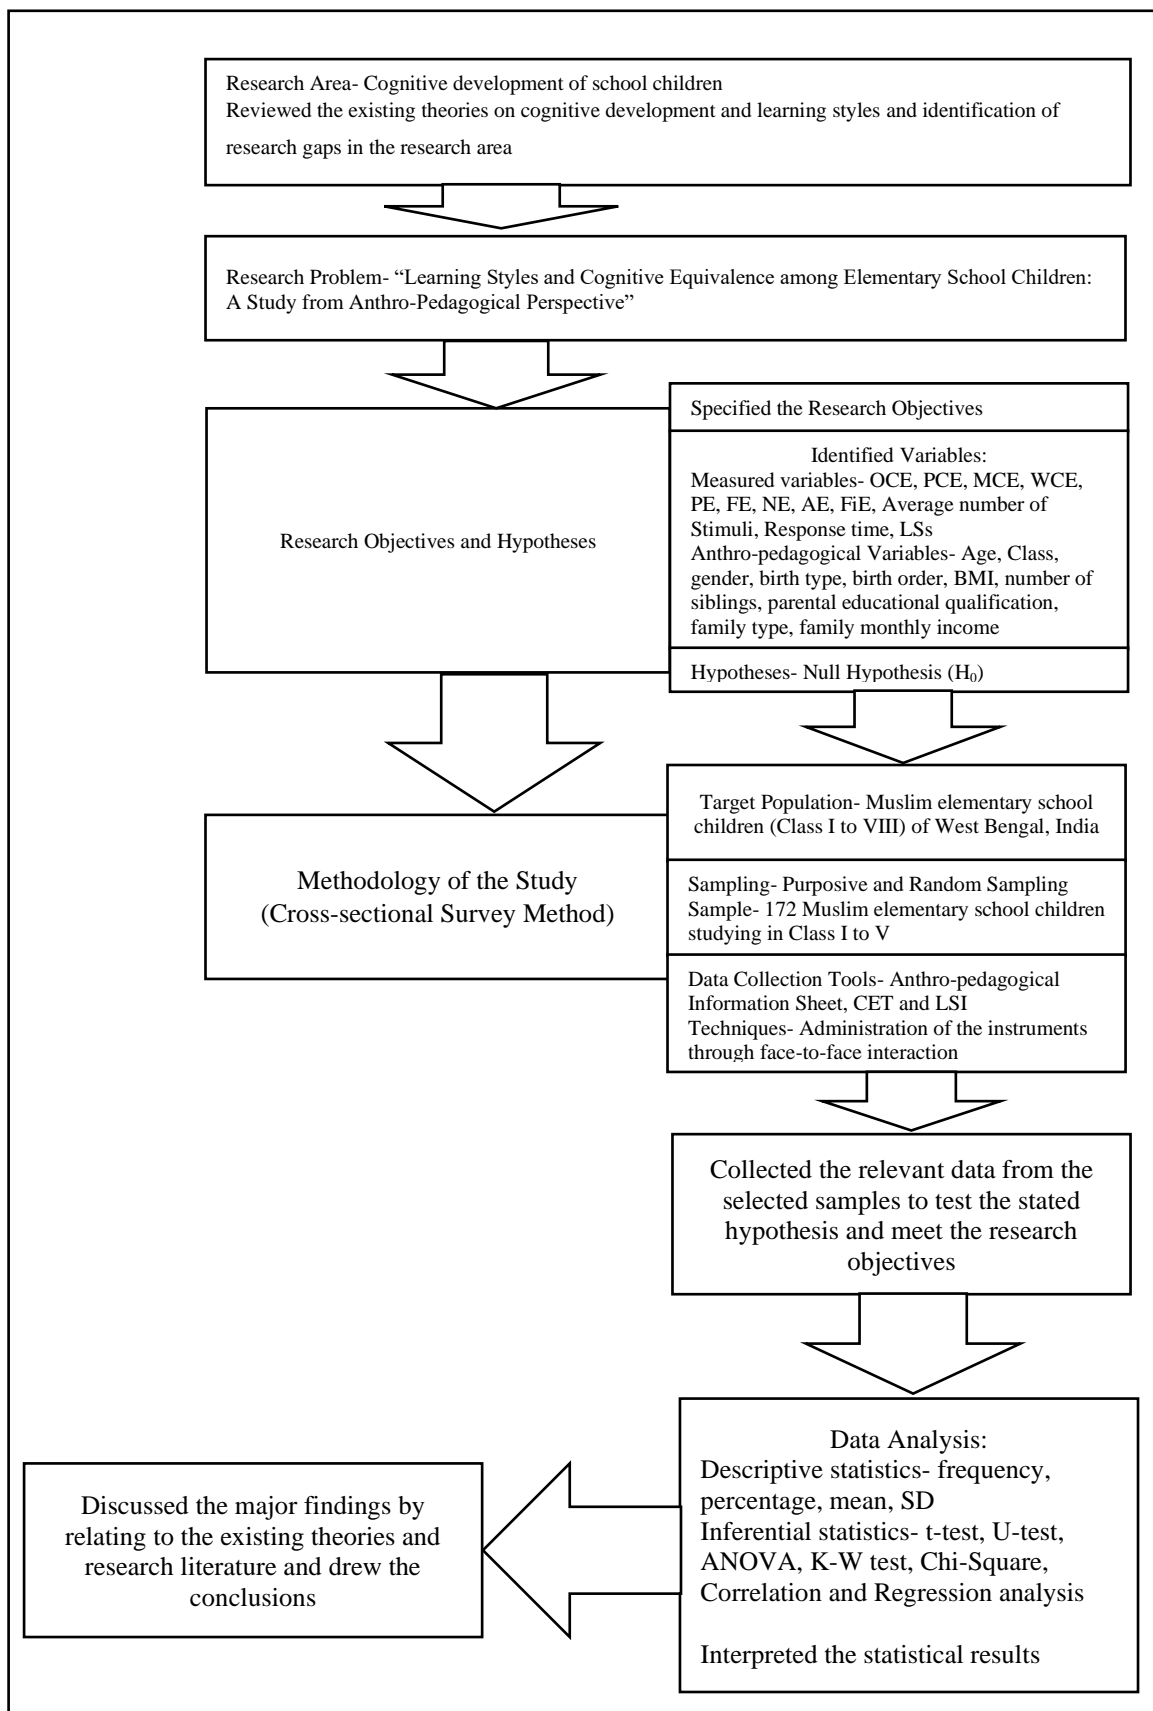 Research Area- Cognitive development of school children
Reviewed the existing theories on cognitive development and learning styles and identification of
research gaps in the research area
Research Problem- “Learning Styles and Cognitive Equivalence among Elementary School Children:
A Study from Anthro-Pedagogical Perspective”
Research Objectives and Hypotheses
Specified the Research Objectives
Identified Variables:
Measured variables- OCE, PCE, MCE, WCE,
PE, FE, NE, AE, FiE, Average number of
Stimuli, Response time, LSs
Anthro-pedagogical Variables- Age, Class,
gender, birth type, birth order, BMI, number of
siblings, parental educational qualification,
family type, family monthly income
Hypotheses- Null Hypothesis (H₀)
Methodology of the Study
(Cross-sectional Survey Method)
Target Population- Muslim elementary school
children (Class I to VIII) of West Bengal, India
Sampling- Purposive and Random Sampling
Sample- 172 Muslim elementary school children
studying in Class I to V
Data Collection Tools- Anthro-pedagogical
Information Sheet, CET and LSI
Techniques- Administration of the instruments
through face-to-face interaction
Collected the relevant data from the
selected samples to test the stated
hypothesis and meet the research
objectives
Data Analysis:
Descriptive statistics- frequency,
percentage, mean, SD
Inferential statistics- t-test, U-test,
ANOVA, K-W test, Chi-Square,
Correlation and Regression analysis
Interpreted the statistical results
Discussed the major findings by
relating to the existing theories and
research literature and drew the
conclusions